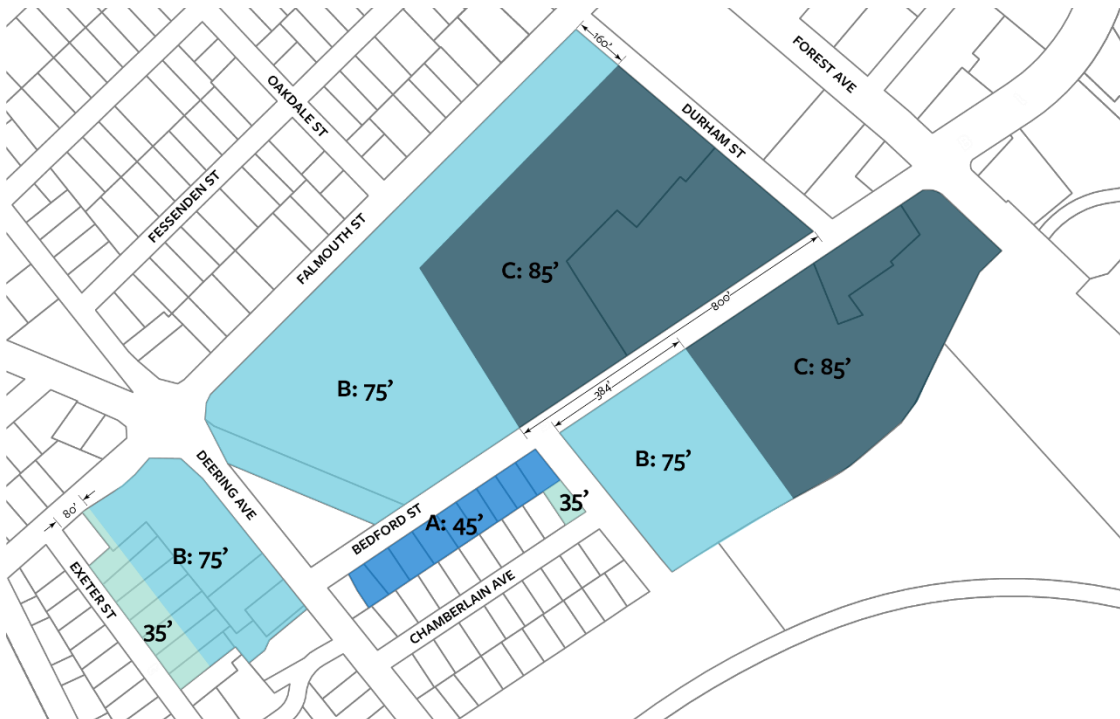 160'
FOREST AVE
OAKDALE ST
DURHAM ST
FESSENDEN ST
FALMOUTH ST
C: 85'
800'
C: 85'
B: 75'
384'
B: 75'
DEERING AVE
80'
35'
BEDFORD ST
A: 45'
B: 75'
EXETER ST
CHAMBERLAIN AVE
35'